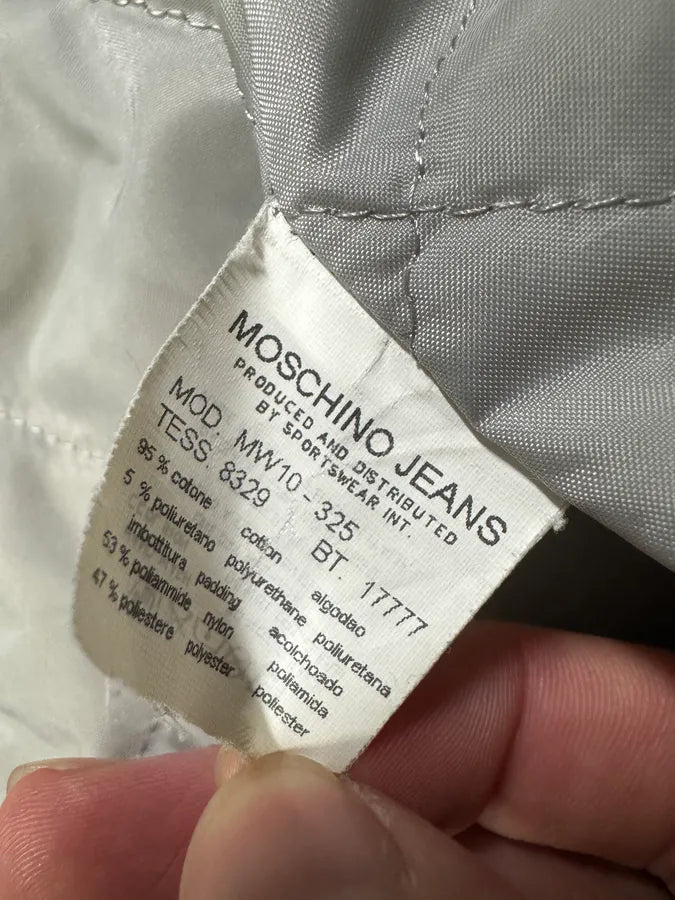 MOSCHINO JEANS
PRODUCED AND DISTRIBUTED
BY SPORTSWEAR INT.
MOD. MW10-325
TESS. 8329 BT. 17777
95 % cotone cotton algodao
5 % poliuretano polyurethane poliuretana
imbottitura padding acolchoado
53 % poliammide nylon poliamida
47 % poliestere polyester poliester